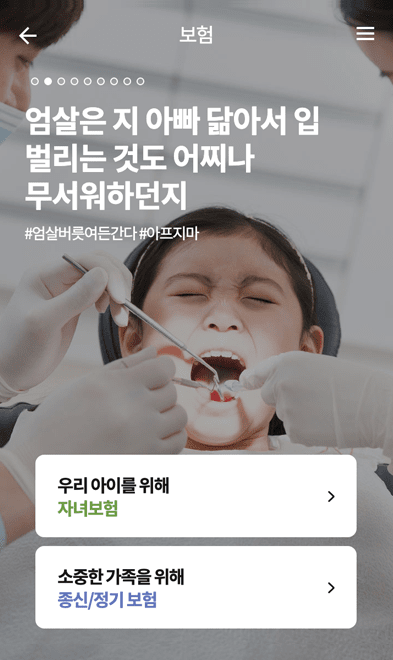 보험
엄살은 지 아빠 닮아서 입
벌리는 것도 어찌나
무서워하던지
#엄살버릇여든간다 #아프지마
우리 아이를 위해
자녀보험
소중한 가족을 위해
종신/정기 보험